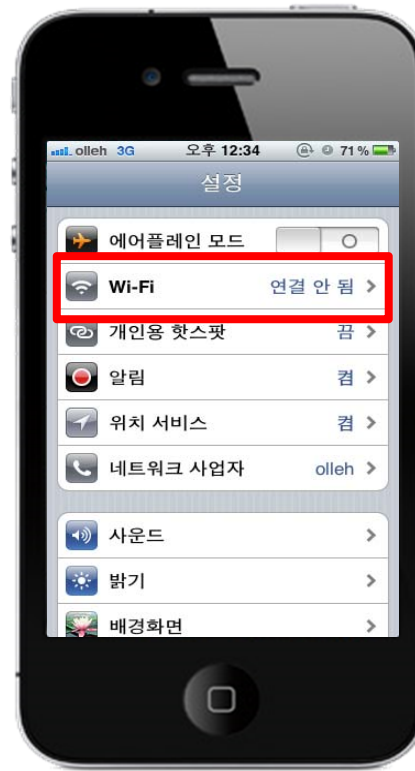 olleh 3G 오후 12:34 71%
설정
에어플레인 모드
Wi-Fi 연결 안 됨
개인용 핫스팟 끔
알림 켬
위치 서비스 켬
네트워크 사업자 olleh
사운드
밝기
배경화면